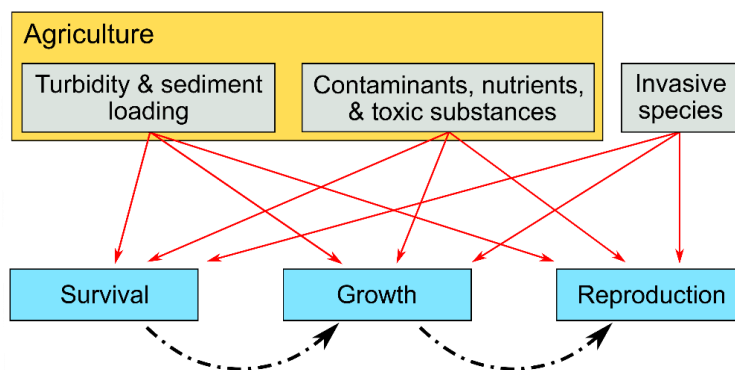 Agriculture
Turbidity & sediment
loading
Contaminants, nutrients,
& toxic substances
Invasive
species
Survival
Growth
Reproduction